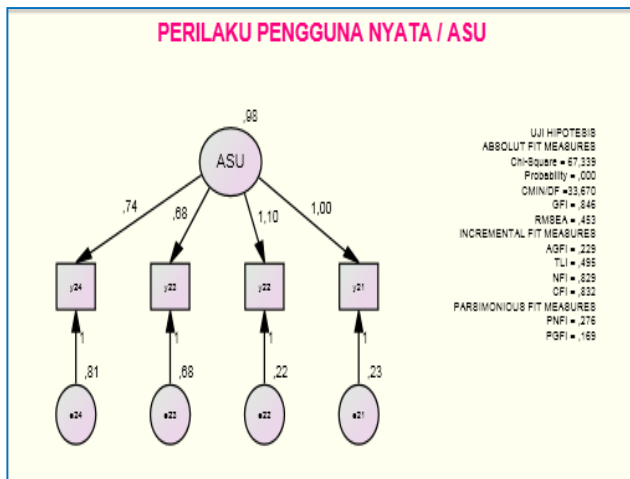 PERILAKU PENGGUNA NYATA / ASU
,98
ASU
,74
,68
1,10
1,00
y24
y23
y22
y21
1
1
1
1
,81
,68
,22
,23
e24
e23
e22
e21
UJI HIPOTESIS
ABSOLUT FIT MEASURES
Chi-Square = 67,339
Probability = ,000
CMIN/DF =33,670
GFI = ,846
RMSEA = ,453
INCREMENTAL FIT MEASURES
AGFI = ,229
TLI = ,495
NFI = ,829
CFI = ,832
PARSIMONIOUS FIT MEASURES
PNFI = ,276
PGFI = ,169